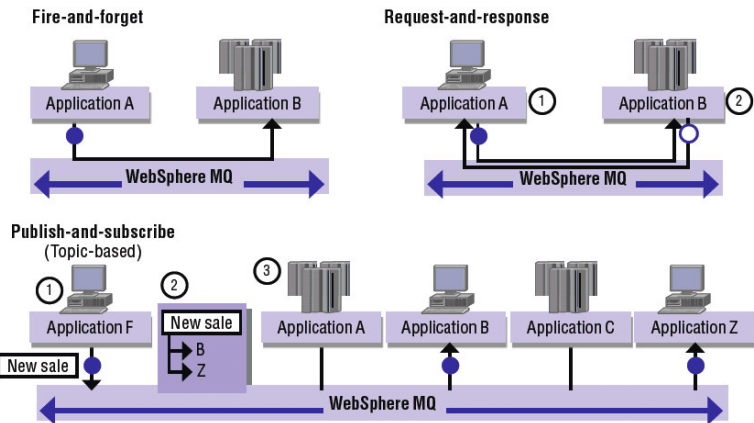 Fire-and-forget
Application A
Application B
WebSphere MQ
Request-and-response
Application A
1
Application B
2
WebSphere MQ
Publish-and-subscribe
(Topic-based)
1
Application F
New sale
2
New sale
B
Z
3
Application A
Application B
Application C
Application Z
WebSphere MQ